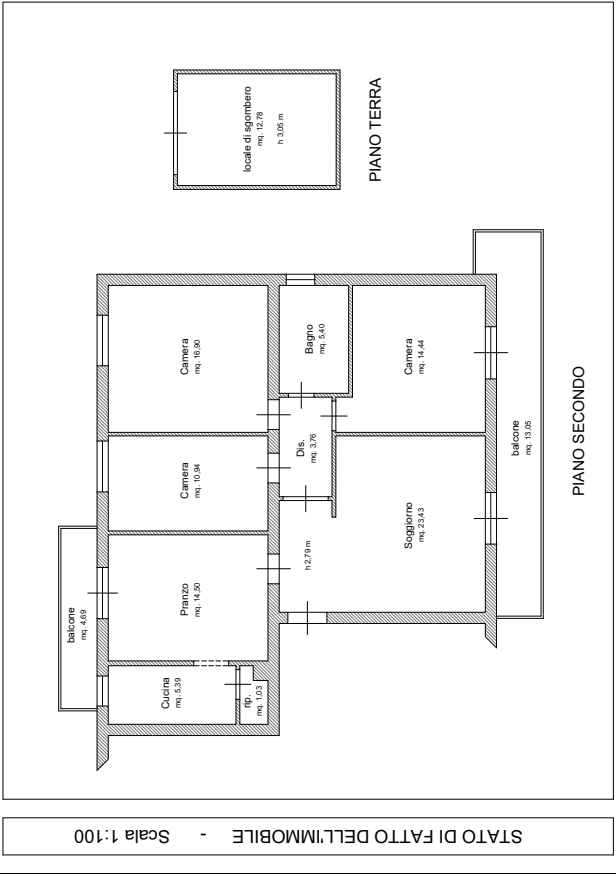 STATO DI FATTO DELL'IMMOBILE - Scala 1:100
balcone
mq. 4,69
Cucina
mq. 5,39
rip.
mq. 1,03
Pranzo
mq. 14,50
Camera
mq. 10,94
Camera
mq. 16,90
h 2,79 m
Dis.
mq. 3,76
Bagno
mq. 5,40
Soggiorno
mq. 23,43
Camera
mq. 14,44
balcone
mq. 13,05
PIANO SECONDO
locale di sgombero
mq. 12,78
h 3,05 m
PIANO TERRA